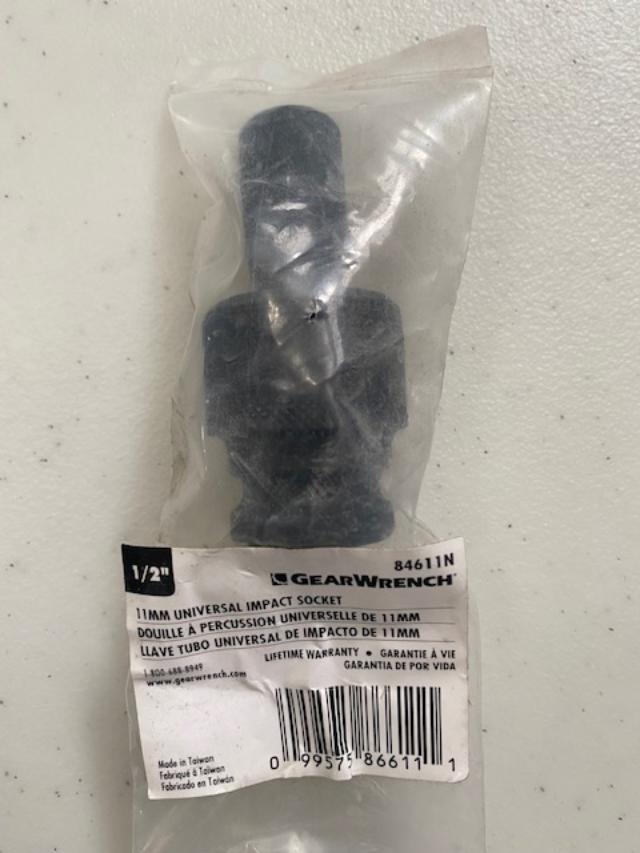 1/2"
84611N
GEARWRENCH®
11MM UNIVERSAL IMPACT SOCKET
DOUILLE À PERCUSSION UNIVERSELLE DE 11MM
LLAVE TUBO UNIVERSAL DE IMPACTO DE 11MM
LIFETIME WARRANTY • GARANTIE À VIE
GARANTIA DE POR VIDA
1 800 688-8949
www.gearwrench.com
Made in Taiwan
Fabriqué à Taiwan
Fabricado en Taiwán
0 99575 86611 1